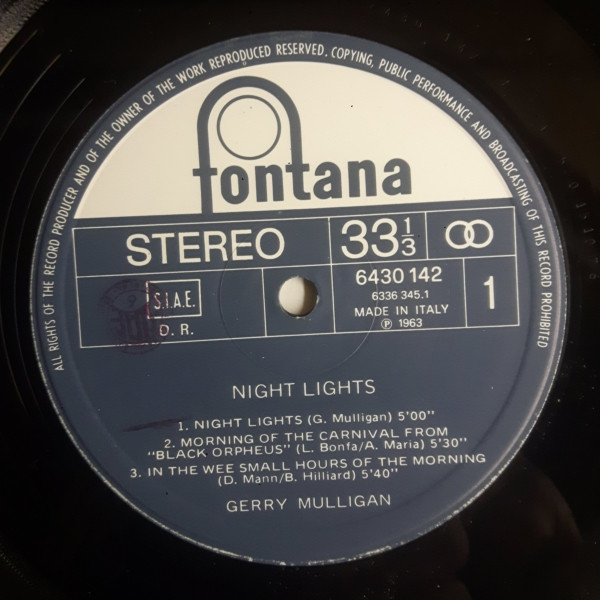 ALL RIGHTS OF THE RECORD PRODUCER AND OF THE OWNER OF THE WORK REPRODUCED RESERVED. COPYING, PUBLIC PERFORMANCE AND BROADCASTING OF THIS RECORD PROHIBITED
fontana
STEREO
33 1/3
6430 142
6336 345.1
MADE IN ITALY
℗ 1963
1
S.I.A.E.
D. R.
NIGHT LIGHTS
1. NIGHT LIGHTS (G. Mulligan) 5'00"
2. MORNING OF THE CARNIVAL FROM
"BLACK ORPHEUS" (L. Bonfa/A. Maria) 5'30"
3. IN THE WEE SMALL HOURS OF THE MORNING
(D. Mann/B. Hilliard) 5'40"
GERRY MULLIGAN